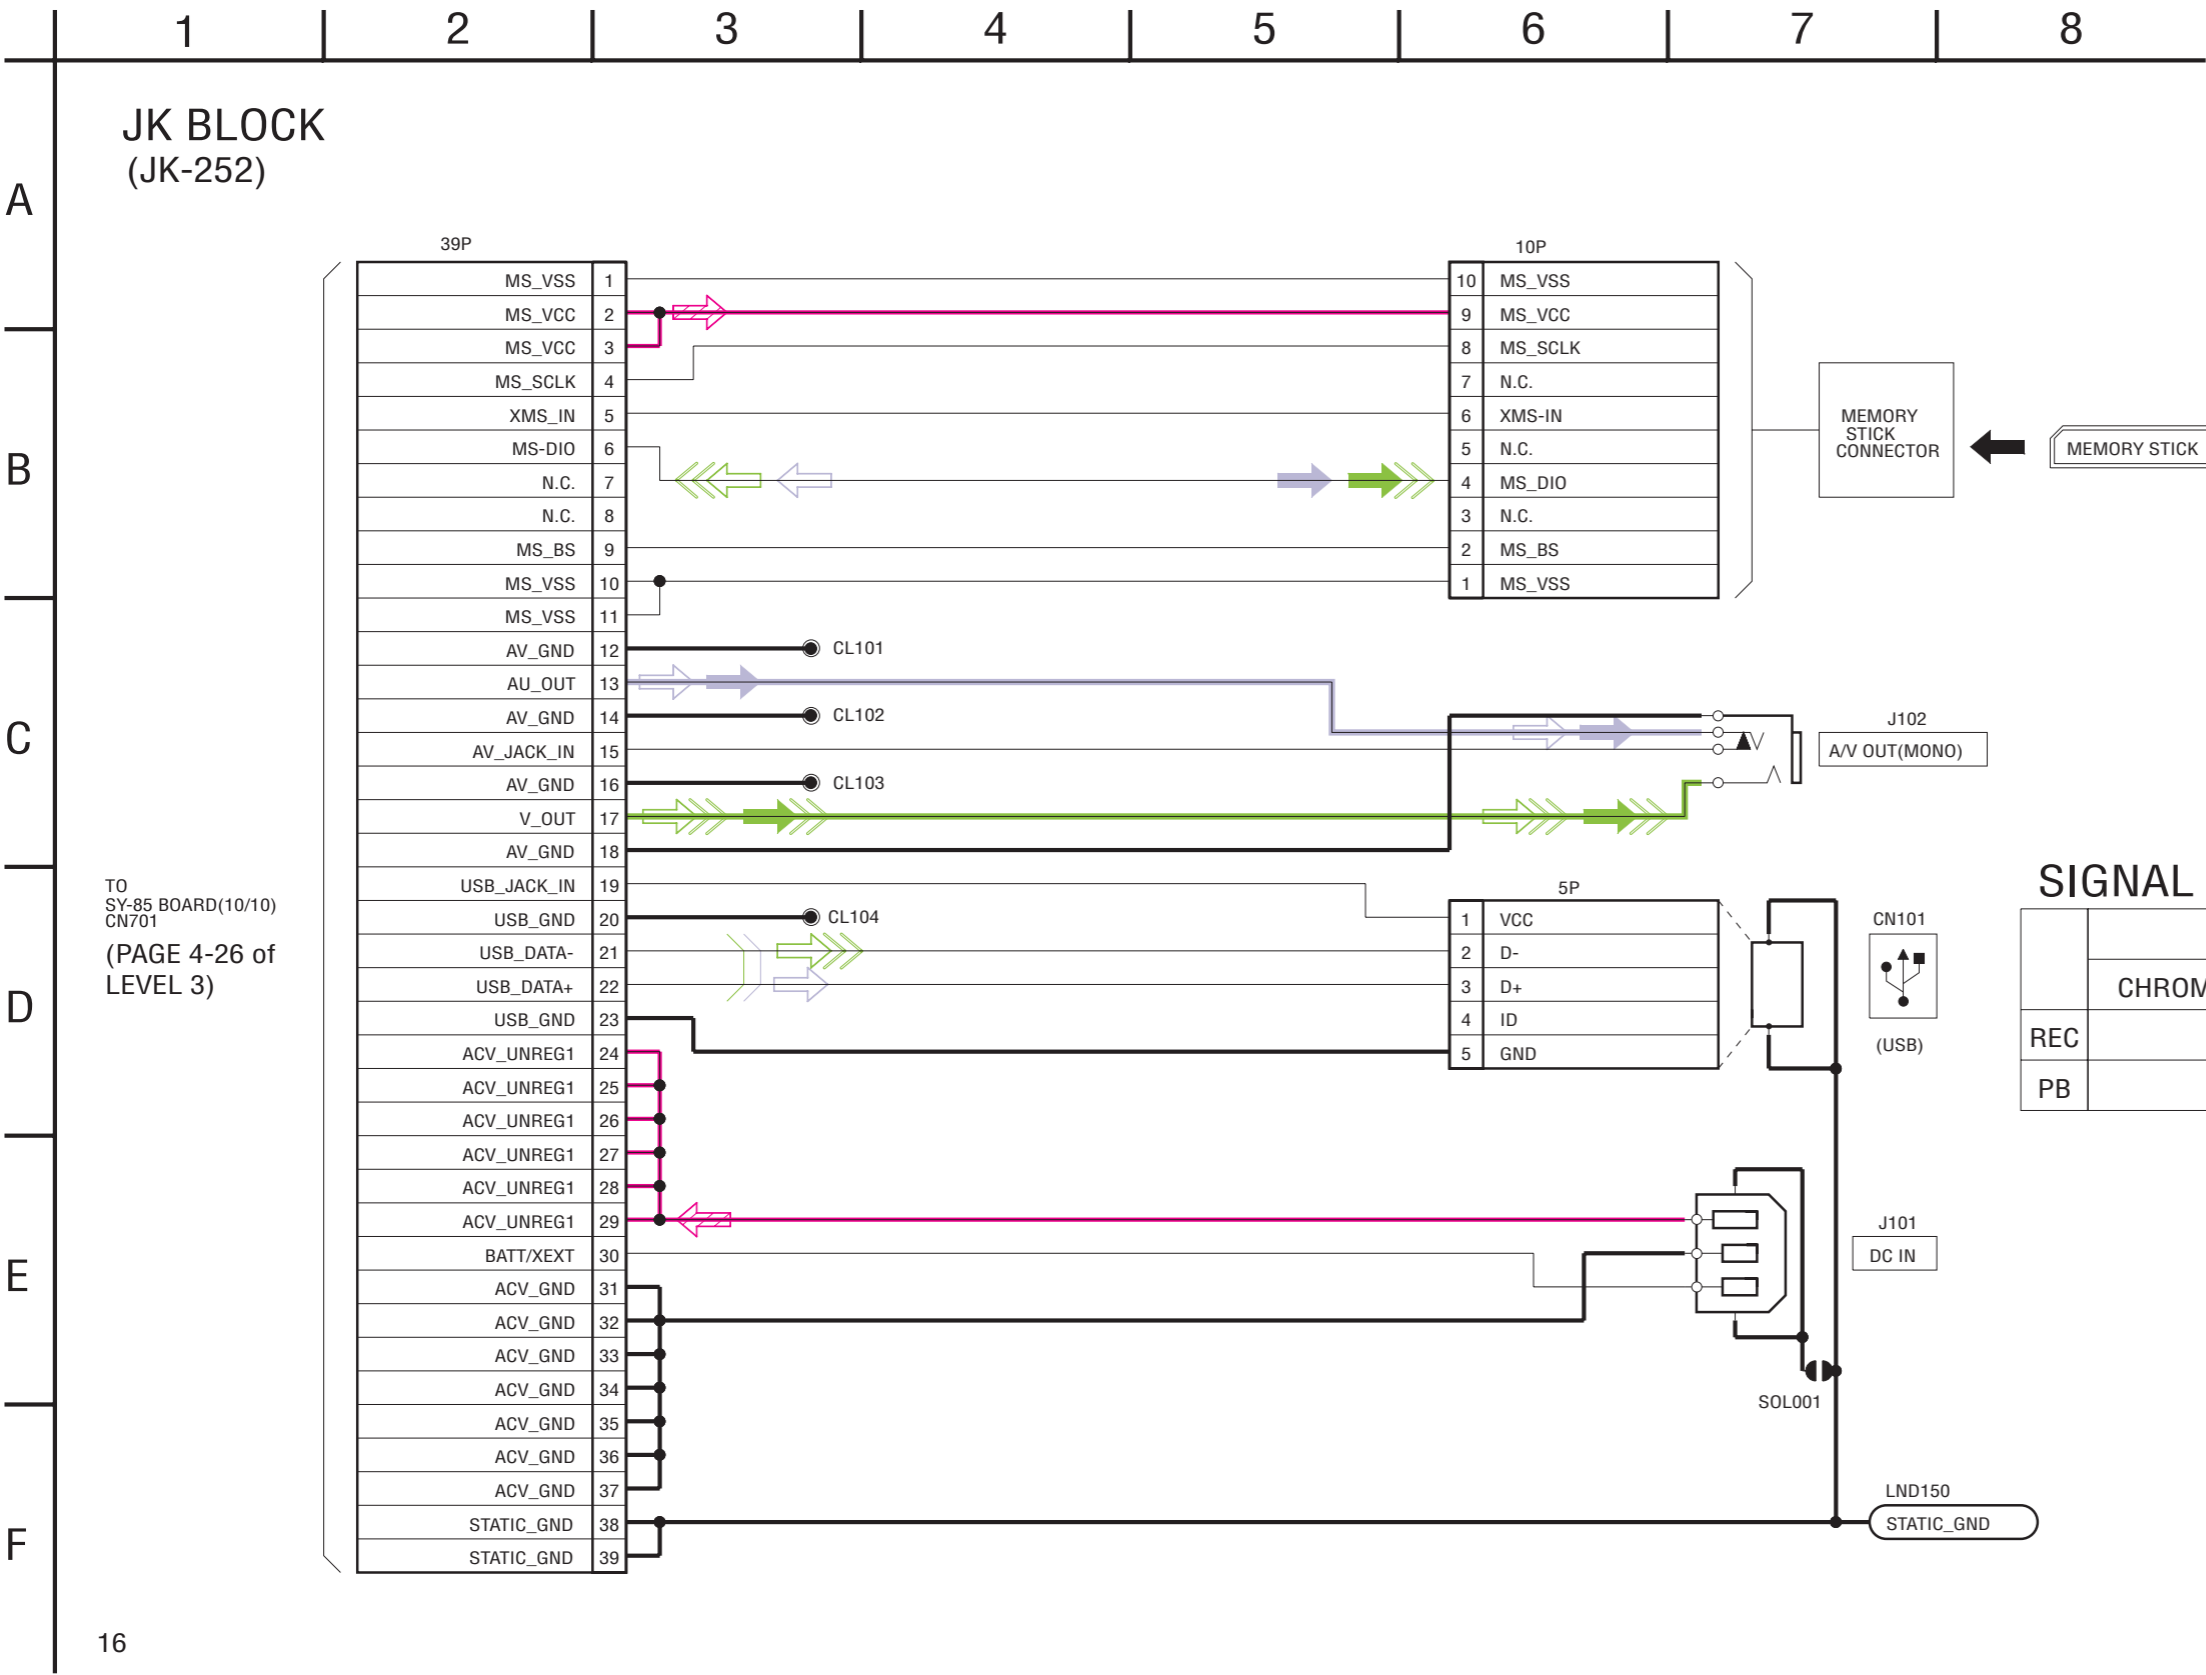 1 2 3 4 5 6 7 8
A
B
C
D
E
F
JK BLOCK
(JK-252)
39P
MS_VSS 1
MS_VCC 2
MS_VCC 3
MS_SCLK 4
XMS_IN 5
MS-DIO 6
N.C. 7
N.C. 8
MS_BS 9
MS_VSS 10
MS_VSS 11
AV_GND 12
AU_OUT 13
AV_GND 14
AV_JACK_IN 15
AV_GND 16
V_OUT 17
AV_GND 18
USB_JACK_IN 19
USB_GND 20
USB_DATA- 21
USB_DATA+ 22
USB_GND 23
ACV_UNREG1 24
ACV_UNREG1 25
ACV_UNREG1 26
ACV_UNREG1 27
ACV_UNREG1 28
ACV_UNREG1 29
BATT/XEXT 30
ACV_GND 31
ACV_GND 32
ACV_GND 33
ACV_GND 34
ACV_GND 35
ACV_GND 36
ACV_GND 37
STATIC_GND 38
STATIC_GND 39
TO
SY-85 BOARD(10/10)
CN701
(PAGE 4-26 of
LEVEL 3)
CL101
CL102
CL103
CL104
10P
10 MS_VSS
9 MS_VCC
8 MS_SCLK
7 N.C.
6 XMS-IN
5 N.C.
4 MS_DIO
3 N.C.
2 MS_BS
1 MS_VSS
MEMORY
STICK
CONNECTOR
MEMORY STICK
J102
A/V OUT(MONO)
5P
1 VCC
2 D-
3 D+
4 ID
5 GND
CN101
(USB)
SIGNAL
CHROM
REC
PB
J101
DC IN
SOL001
LND150
STATIC_GND
16